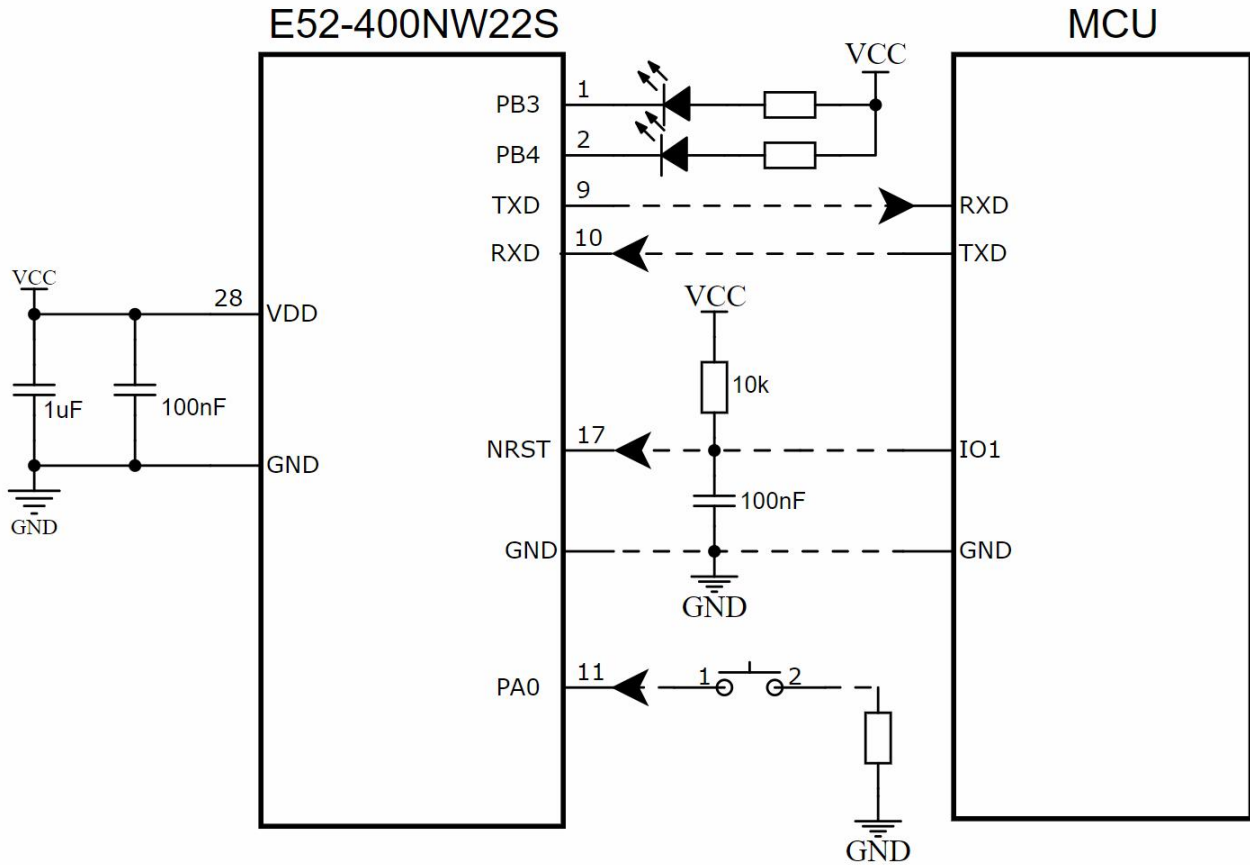 E52-400NW22S
MCU
VCC
PB3 1
PB4 2
TXD 9 RXD
RXD 10 TXD
VCC
28 VDD
VCC
10k
1uF 100nF
NRST 17 IO1
GND
100nF
GND
GND GND
GND
PA0 11 1 2
GND